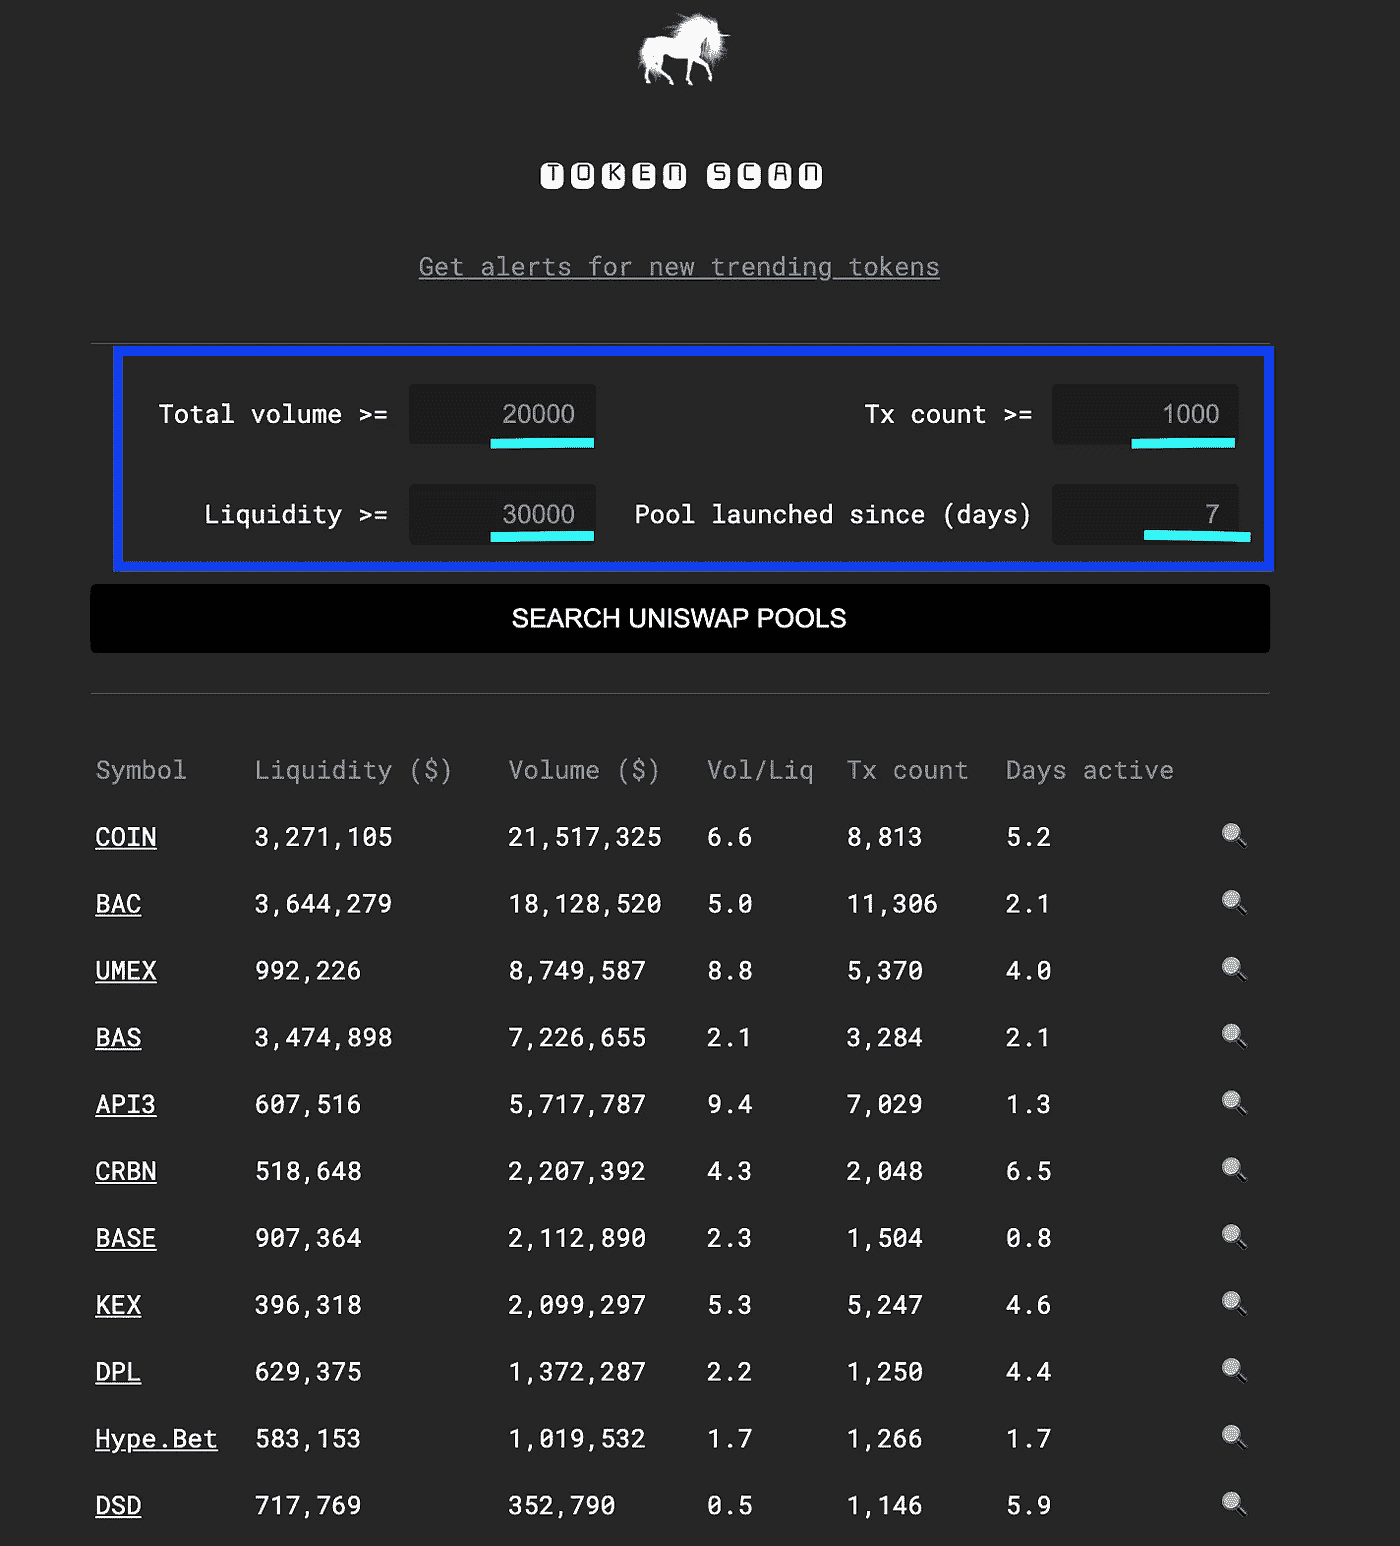 TOKEN SCAN
Get alerts for new trending tokens
Total volume >= 20000 Tx count >= 1000
Liquidity >= 30000 Pool launched since (days) 7
SEARCH UNISWAP POOLS
Symbol Liquidity ($) Volume ($) Vol/Liq Tx count Days active
COIN 3,271,105 21,517,325 6.6 8,813 5.2
BAC 3,644,279 18,128,520 5.0 11,306 2.1
UMEX 992,226 8,749,587 8.8 5,370 4.0
BAS 3,474,898 7,226,655 2.1 3,284 2.1
API3 607,516 5,717,787 9.4 7,029 1.3
CRBN 518,648 2,207,392 4.3 2,048 6.5
BASE 907,364 2,112,890 2.3 1,504 0.8
KEX 396,318 2,099,297 5.3 5,247 4.6
DPL 629,375 1,372,287 2.2 1,250 4.4
Hype.Bet 583,153 1,019,532 1.7 1,266 1.7
DSD 717,769 352,790 0.5 1,146 5.9